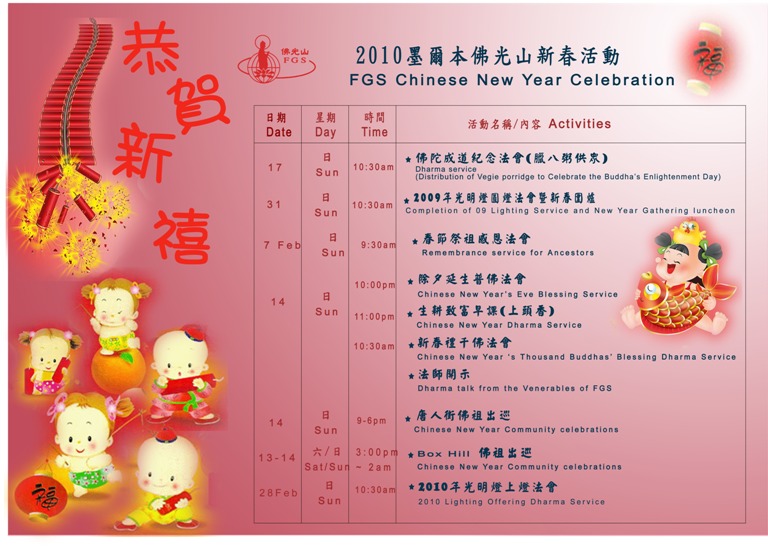 恭賀新禧
佛光山
FGS
福
2010墨爾本佛光山新春活動
FGS Chinese New Year Celebration
日期 星期 時間 活動名稱/內容 Activities
Date Day Time
17 日 Sun 10:30am
★佛陀成道紀念法會(臘八粥供眾)
Dharma service
(Distribution of Vegie porridge to Celebrate the Buddha's Enlightenment Day)
31 日 Sun 10:30am
★2009年光明燈圓燈法會暨新春圍爐
Completion of 09 Lighting Service and New Year Gathering luncheon
7 Feb 日 Sun 9:30am
★春節祭祖感恩法會
Remembrance service for Ancestors
14 日 Sun
10:00pm ★除夕延生普佛法會
Chinese New Year's Eve Blessing Service
11:00pm ★生耕致富早課(上頭香)
Chinese New Year Dharma Service
10:30am ★新春禮千佛法會
Chinese New Year 's Thousand Buddhas' Blessing Dharma Service
★法師開示
Dharma talk from the Venerables of FGS
14 日 Sun 9-6pm
★唐人街佛祖出巡
Chinese New Year Community celebrations
13-14 六/日 Sat/Sun 3:00pm - 2am
★Box Hill 佛祖出巡
Chinese New Year Community celebrations
28Feb 日 Sun 10:30am
★2010年光明燈上燈法會
2010 Lighting Offering Dharma Service
福